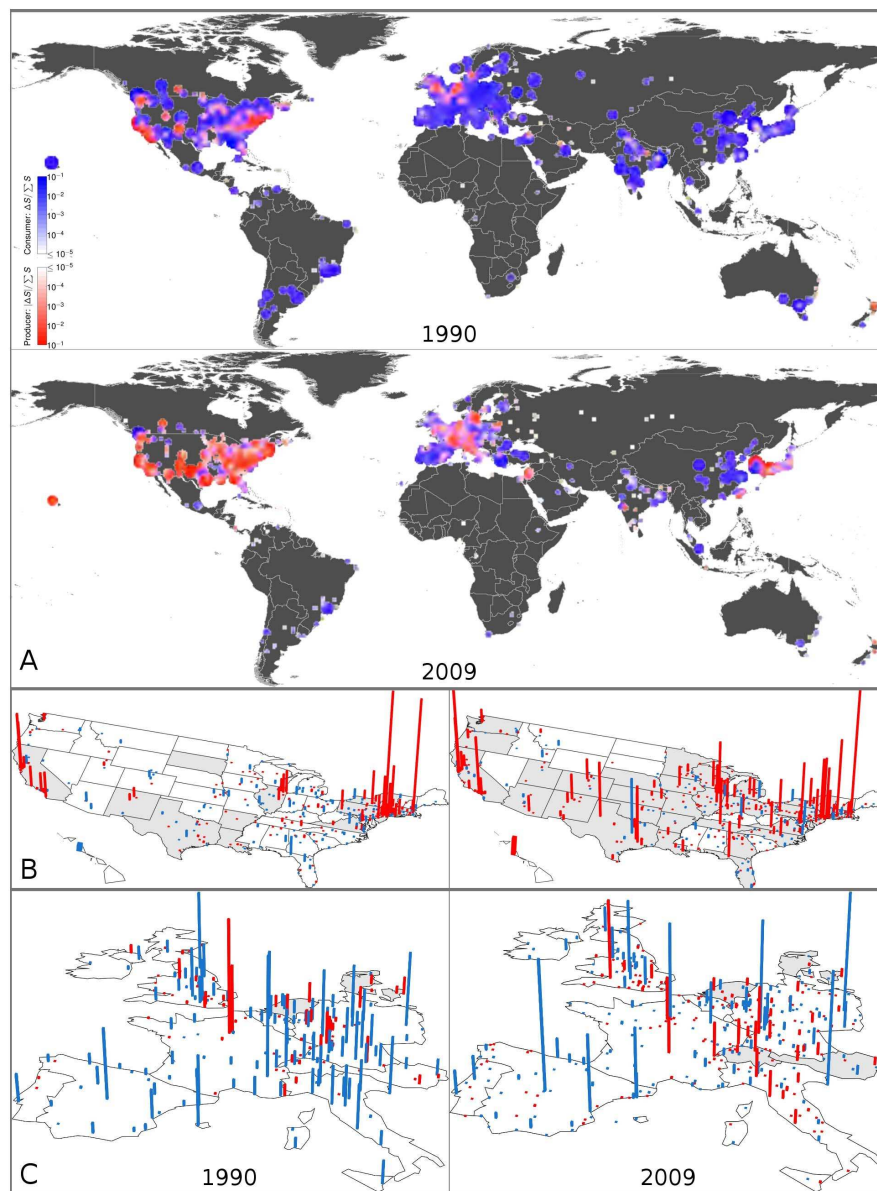 Consumer: ΔS/∑S
10⁻¹
10⁻²
10⁻³
10⁻⁴
≤ 10⁻⁵
Producer: |ΔS|/∑S
≤ 10⁻⁵
10⁻⁴
10⁻³
10⁻²
10⁻¹
1990
A
2009
B
C
1990
2009